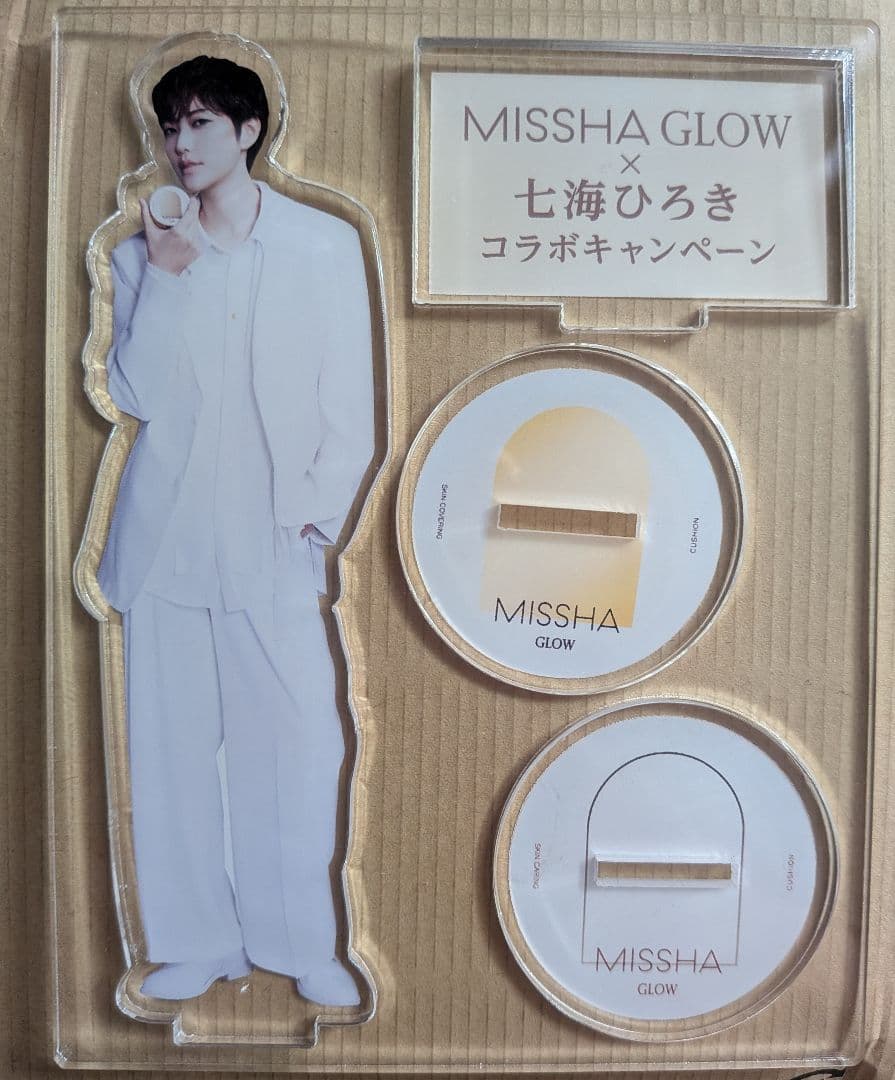 MISSHA GLOW
×
七海ひろき
コラボキャンペーン
SKIN COVERING
CUSHION
MISSHA
GLOW
SKIN CARING
CUSHION
MISSHA
GLOW